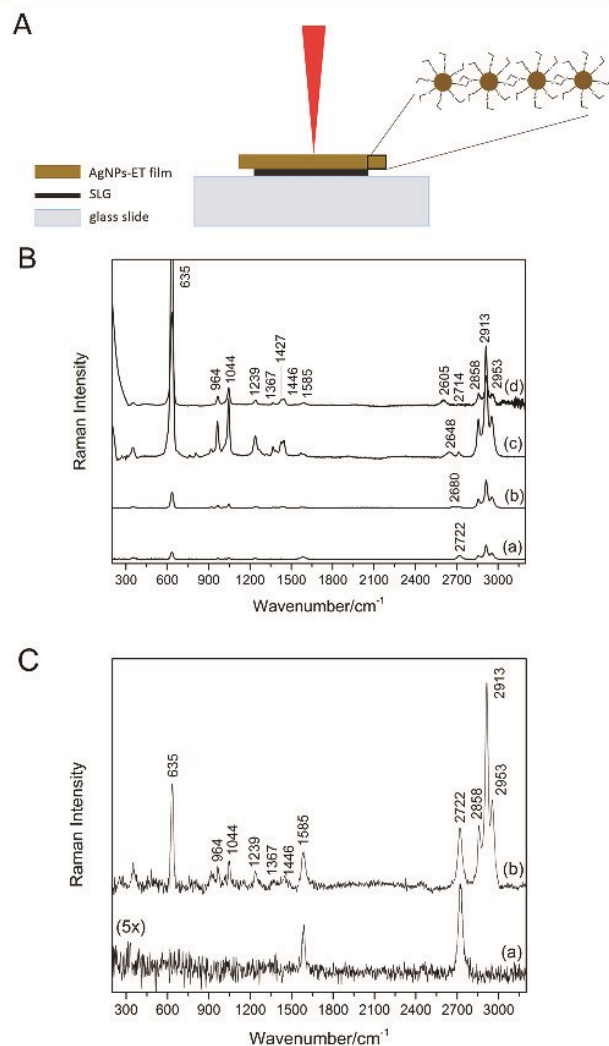 A
AgNPs-ET film
SLG
glass slide
B
635
964
1044
1239
1367
1427
1446
1585
2605
2714
2858
2913
2953
(d)
2648
(c)
2680
(b)
2722
(a)
Raman Intensity
300 600 900 1200 1500 1800 2100 2400 2700 3000
Wavenumber/cm-1
C
635
964
1044
1239
1367
1446
1585
2722
2858
2913
2953
(b)
(5x)
(a)
Raman Intensity
300 600 900 1200 1500 1800 2100 2400 2700 3000
Wavenumber/cm-1